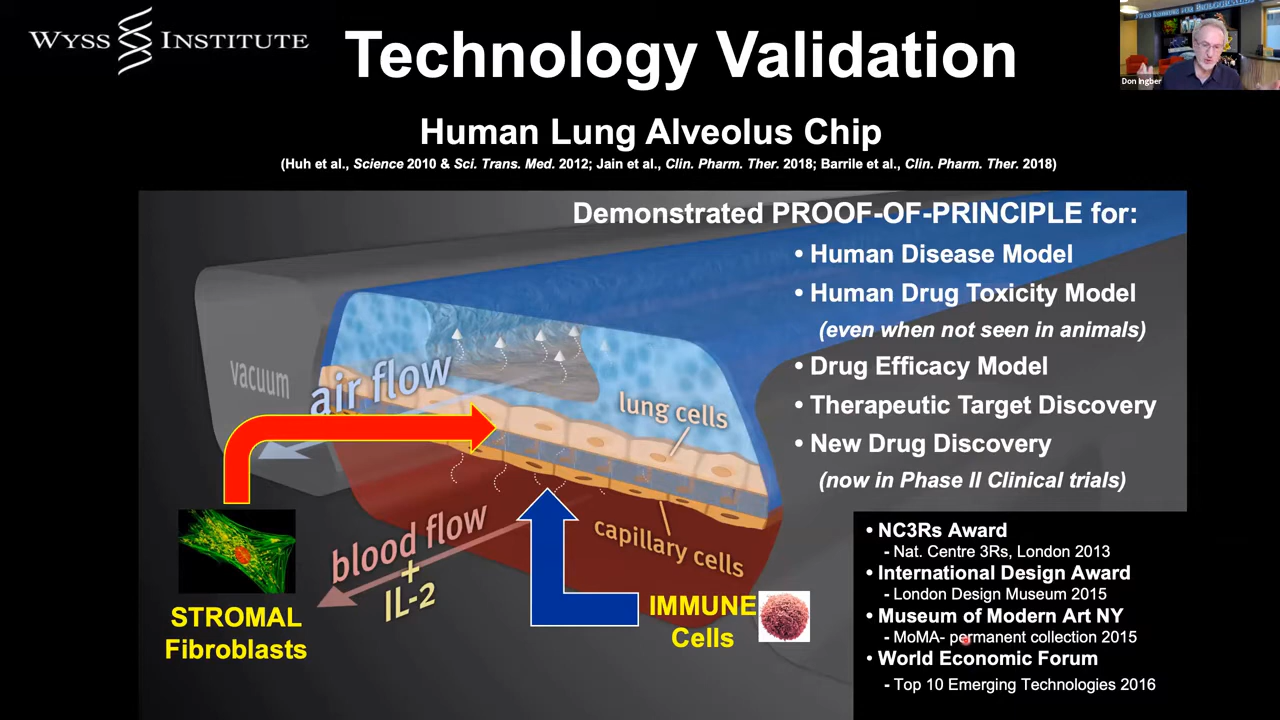 WYSS INSTITUTE
Technology Validation
Don Ingber
Human Lung Alveolus Chip
(Huh et al., Science 2010 & Sci. Trans. Med. 2012; Jain et al., Clin. Pharm. Ther. 2018; Barrile et al., Clin. Pharm. Ther. 2018)
Demonstrated PROOF-OF-PRINCIPLE for:
• Human Disease Model
• Human Drug Toxicity Model
(even when not seen in animals)
• Drug Efficacy Model
• Therapeutic Target Discovery
• New Drug Discovery
(now in Phase II Clinical trials)
vacuum
air flow
lung cells
blood flow
+
IL-2
capillary cells
STROMAL
Fibroblasts
IMMUNE
Cells
• NC3Rs Award
- Nat. Centre 3Rs, London 2013
• International Design Award
- London Design Museum 2015
• Museum of Modern Art NY
- MoMA- permanent collection 2015
• World Economic Forum
- Top 10 Emerging Technologies 2016